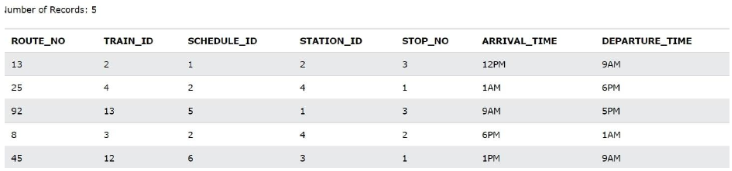 Number of Records: 5
ROUTE_NO TRAIN_ID SCHEDULE_ID STATION_ID STOP_NO ARRIVAL_TIME DEPARTURE_TIME
13 2 1 2 3 12PM 9AM
25 4 2 4 1 1AM 6PM
92 13 5 1 3 9AM 5PM
8 3 2 4 2 6PM 1AM
45 12 6 3 1 1PM 9AM